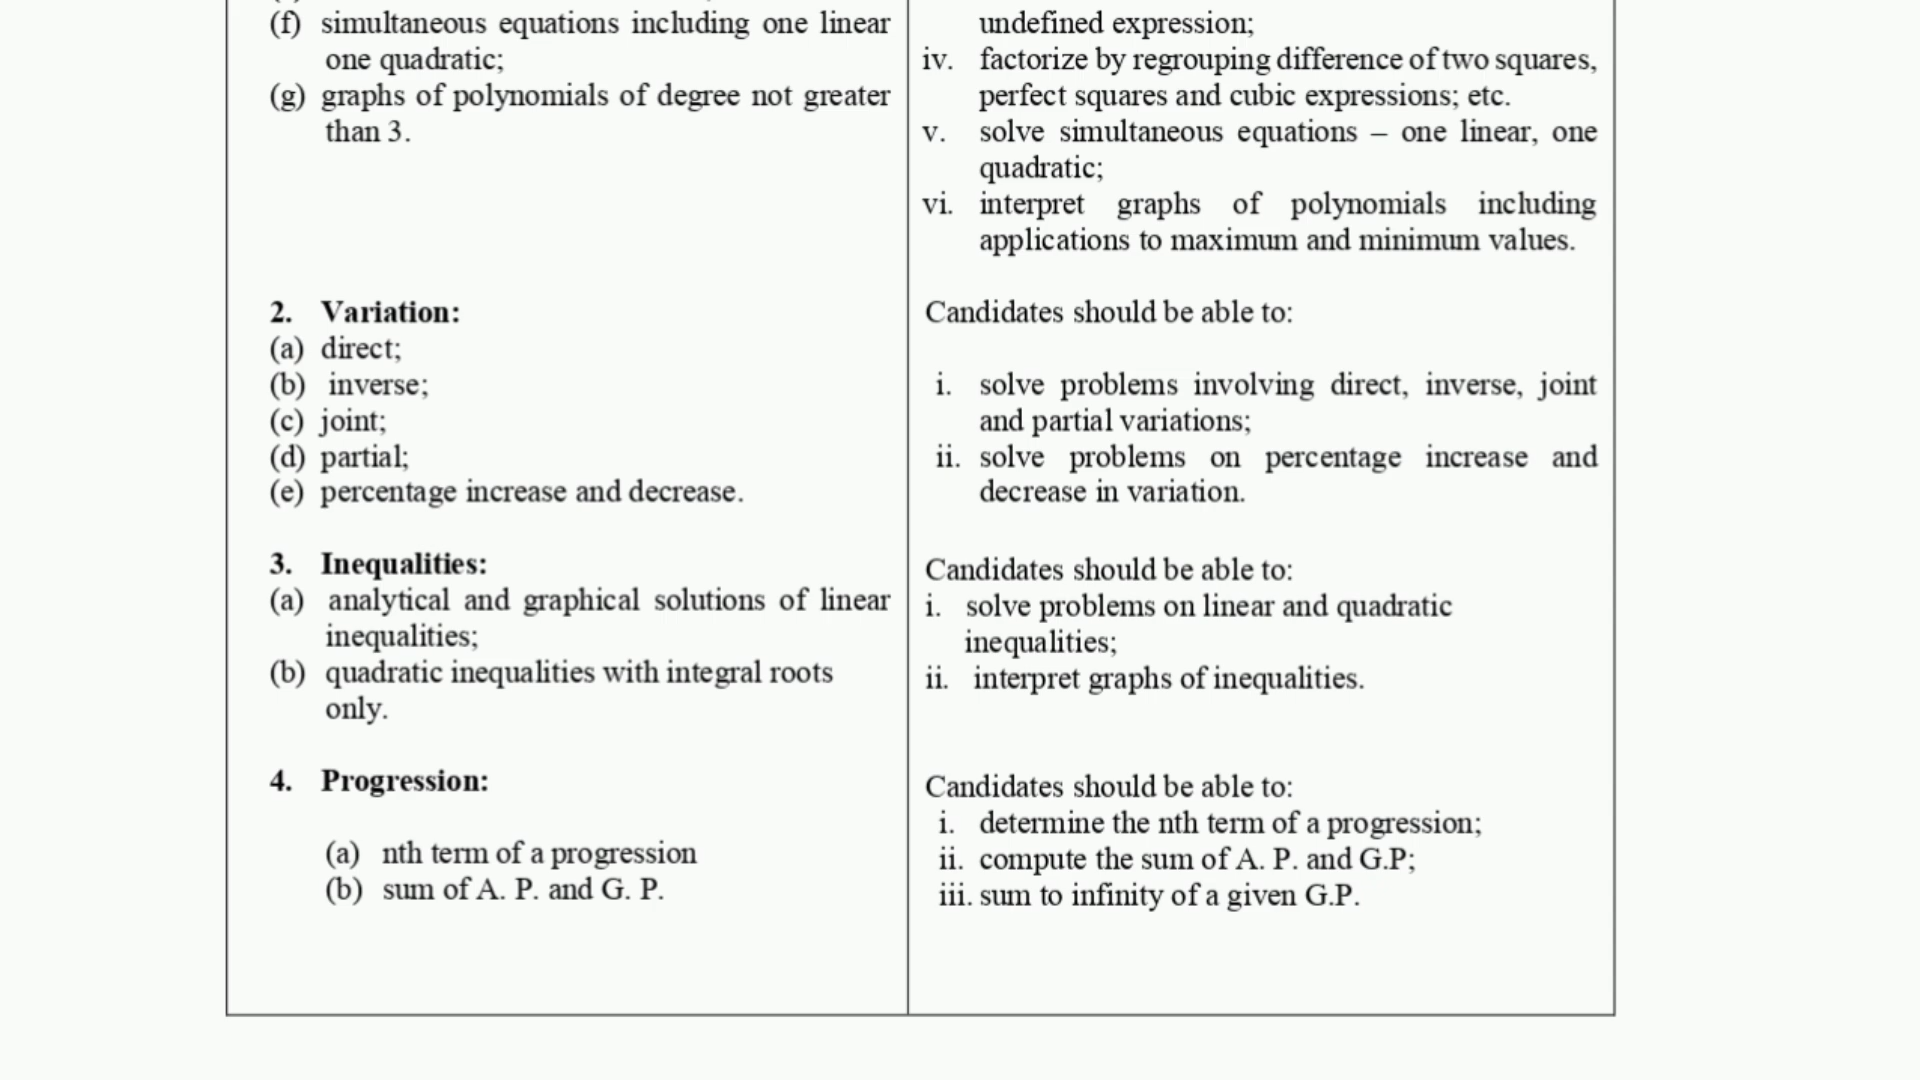 (f) simultaneous equations including one linear
one quadratic;
(g) graphs of polynomials of degree not greater
than 3.
2. Variation:
(a) direct;
(b) inverse;
(c) joint;
(d) partial;
(e) percentage increase and decrease.
3. Inequalities:
(a) analytical and graphical solutions of linear
inequalities;
(b) quadratic inequalities with integral roots
only.
4. Progression:
(a) nth term of a progression
(b) sum of A. P. and G. P.
undefined expression;
iv. factorize by regrouping difference of two squares,
perfect squares and cubic expressions; etc.
v. solve simultaneous equations – one linear, one
quadratic;
vi. interpret graphs of polynomials including
applications to maximum and minimum values.
Candidates should be able to:
i. solve problems involving direct, inverse, joint
and partial variations;
ii. solve problems on percentage increase and
decrease in variation.
Candidates should be able to:
i. solve problems on linear and quadratic
inequalities;
ii. interpret graphs of inequalities.
Candidates should be able to:
i. determine the nth term of a progression;
ii. compute the sum of A. P. and G.P;
iii. sum to infinity of a given G.P.